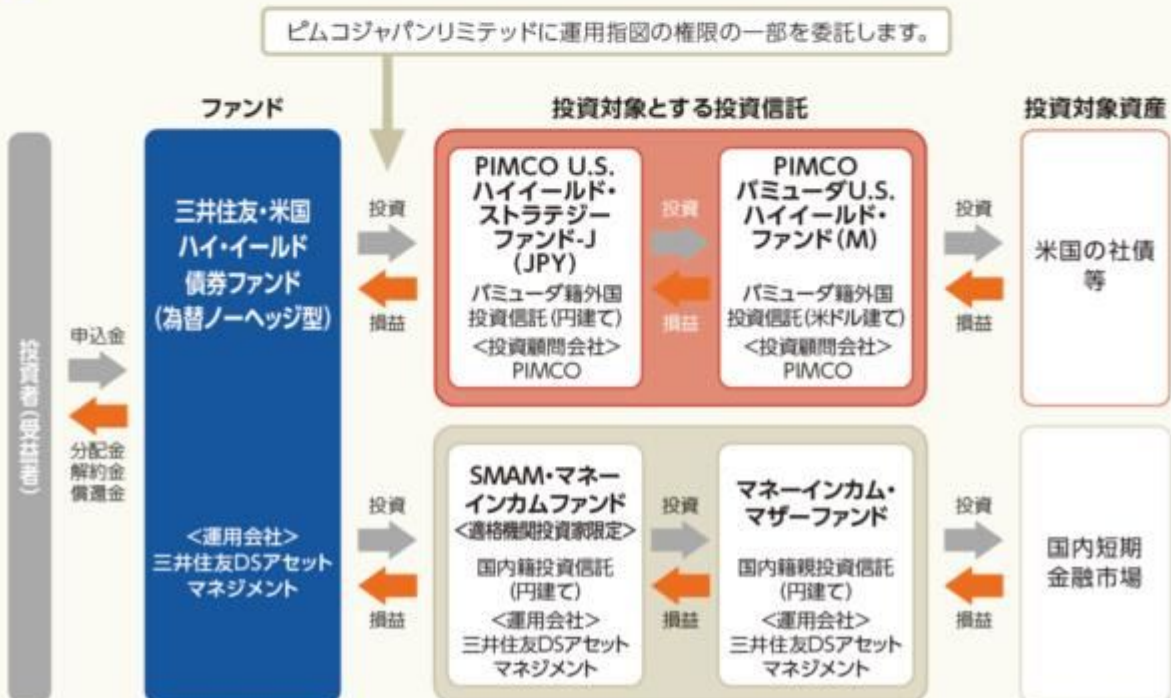 ピムコジャパンリミテッドに運用指図の権限の一部を委託します。
ファンド
投資対象とする投資信託
投資対象資産
投資者(受益者)
申込金
分配金
解約金
償還金
三井住友・米国
ハイ・イールド
債券ファンド
(為替ノーヘッジ型)
<運用会社>
三井住友DSアセット
マネジメント
投資
損益
PIMCO U.S.
ハイイールド・
ストラテジー
ファンド-J
(JPY)
バミューダ籍外国
投資信託(円建て)
<投資顧問会社>
PIMCO
投資
損益
PIMCO
バミューダU.S.
ハイイールド・
ファンド(M)
バミューダ籍外国
投資信託(米ドル建て)
<投資顧問会社>
PIMCO
投資
損益
米国の社債
等
投資
損益
SMAM・マネー
インカムファンド
<適格機関投資家限定>
国内籍投資信託
(円建て)
<運用会社>
三井住友DSアセット
マネジメント
投資
損益
マネーインカム・
マザーファンド
国内籍親投資信託
(円建て)
<運用会社>
三井住友DSアセット
マネジメント
投資
損益
国内短期
金融市場